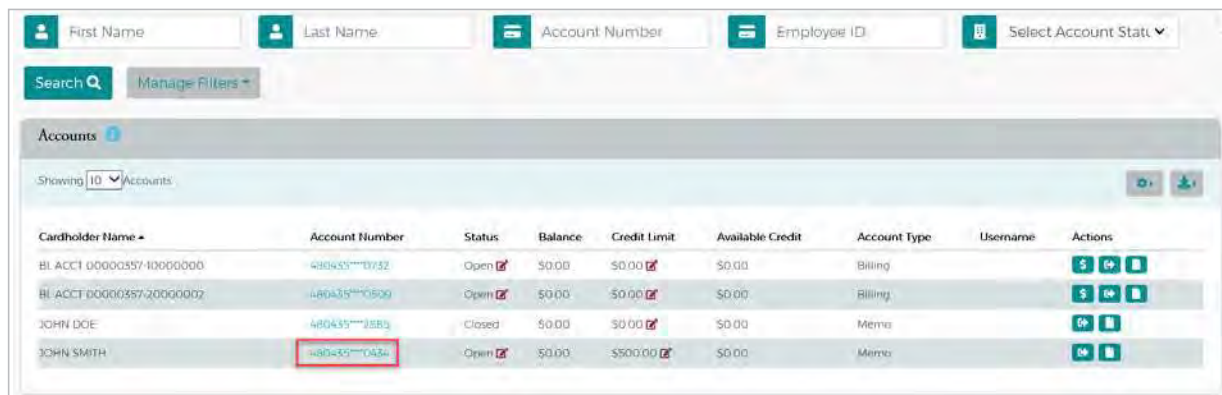 First Name Last Name Account Number Employee ID Select Account Statu
Search Manage Filters
Accounts
Showing 10 Accounts
Cardholder Name Account Number Status Balance Credit Limit Available Credit Account Type Username Actions
BL ACCT 00000357-10000000 480435****0732 Open $0.00 $0.00 $0.00 Billing
BL ACCT 00000357-20000002 480435****0509 Open $0.00 $0.00 $0.00 Billing
JOHN DOE 480435****2585 Closed $0.00 $0.00 $0.00 Memo
JOHN SMITH 480435****0434 Open $0.00 $500.00 $0.00 Memo